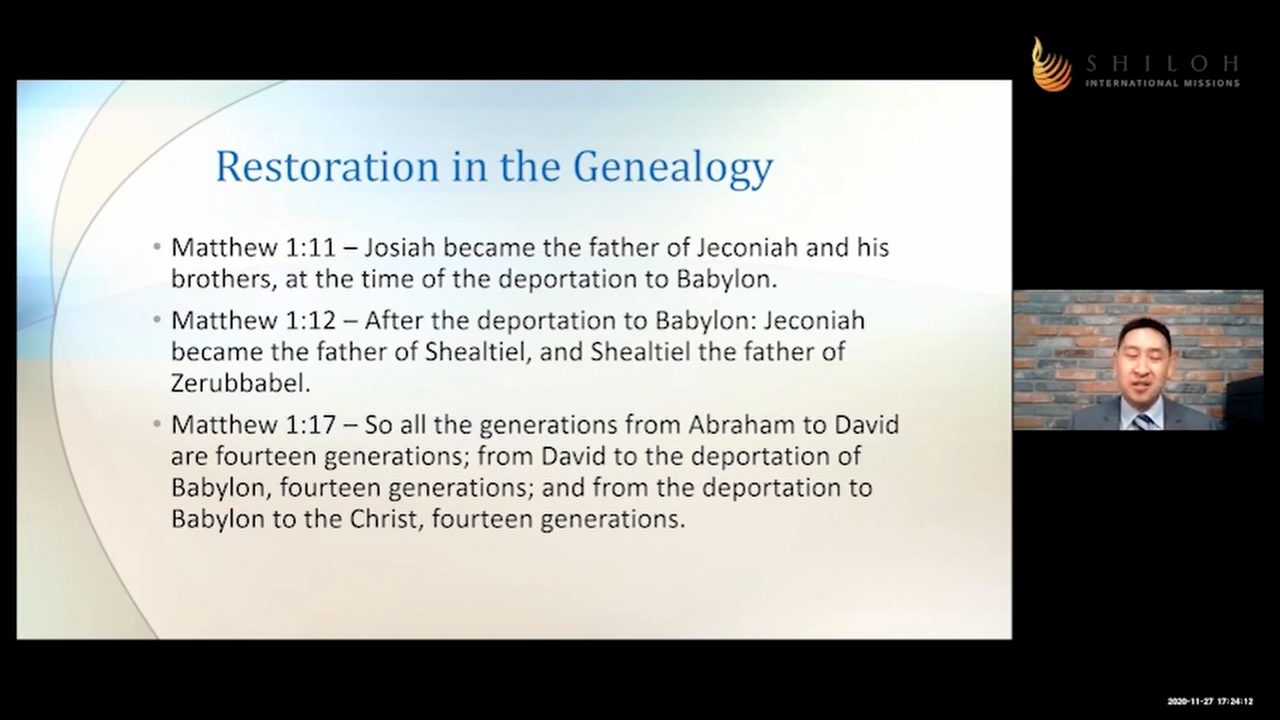 SHILOH
INTERNATIONAL MISSIONS
Restoration in the Genealogy
• Matthew 1:11 – Josiah became the father of Jeconiah and his
brothers, at the time of the deportation to Babylon.
• Matthew 1:12 – After the deportation to Babylon: Jeconiah
became the father of Shealtiel, and Shealtiel the father of
Zerubbabel.
• Matthew 1:17 – So all the generations from Abraham to David
are fourteen generations; from David to the deportation of
Babylon, fourteen generations; and from the deportation to
Babylon to the Christ, fourteen generations.
2020-11-27 17:24:12